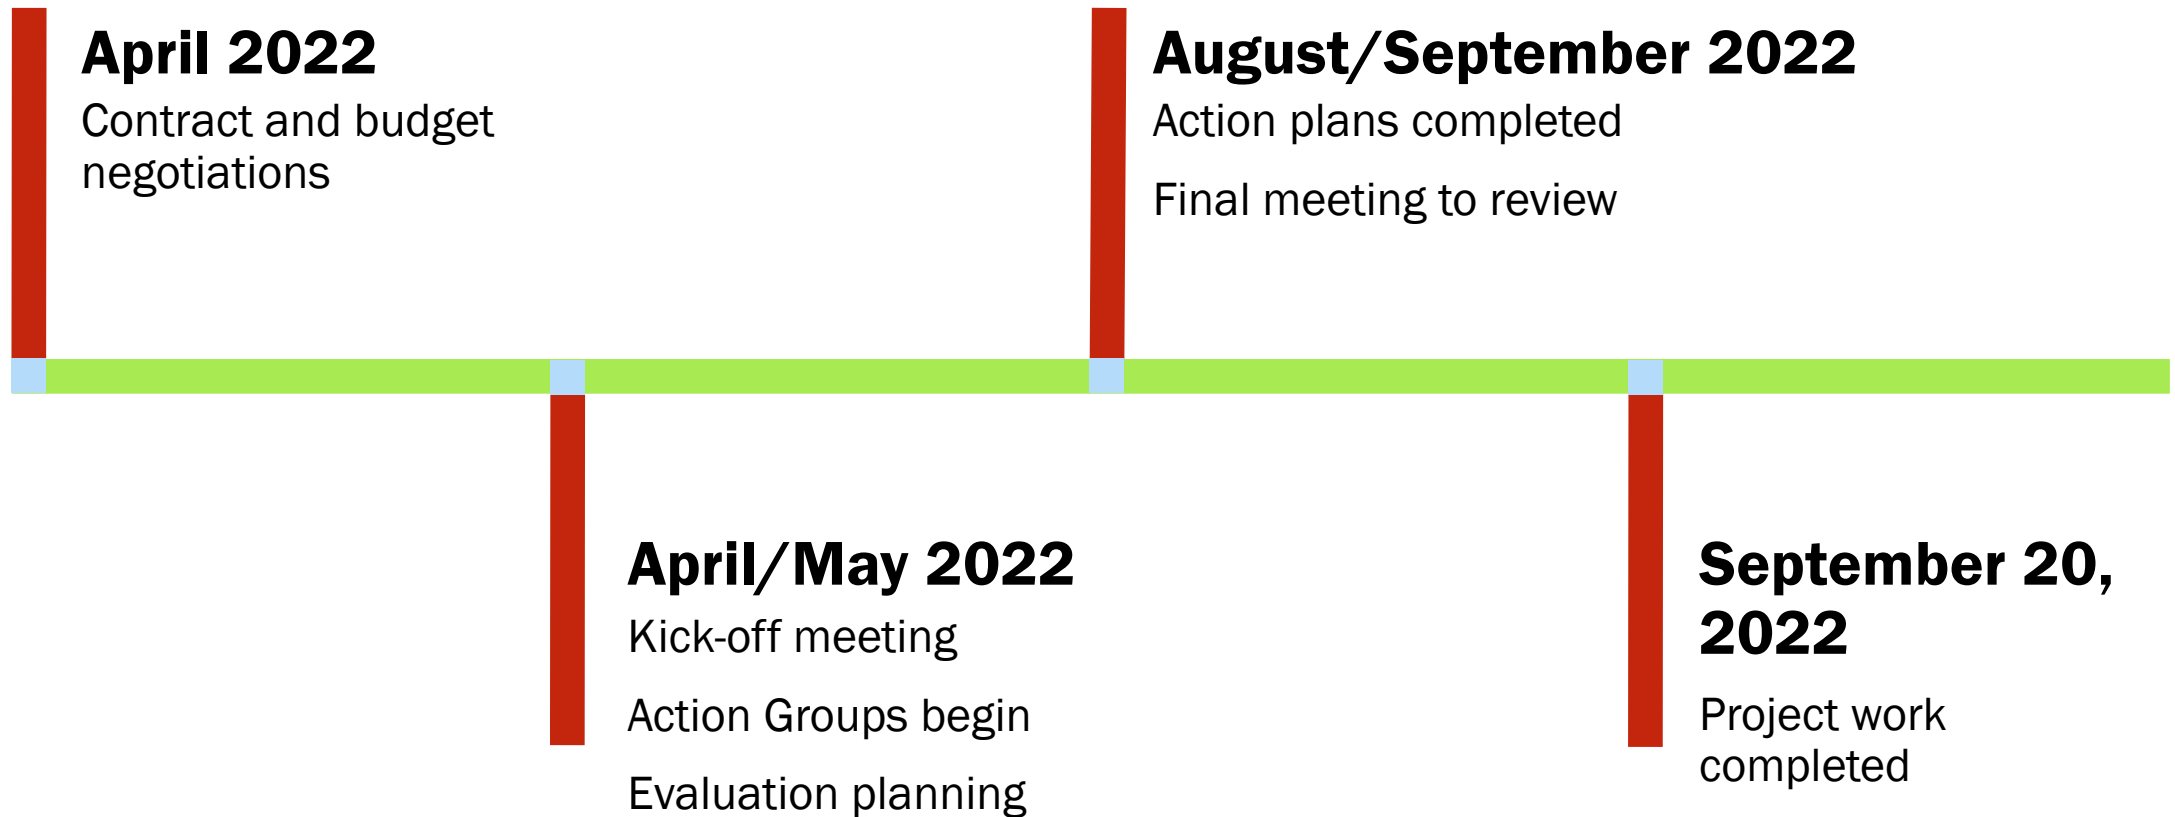 April 2022
Contract and budget
negotiations
April/May 2022
Kick-off meeting
Action Groups begin
Evaluation planning
August/September 2022
Action plans completed
Final meeting to review
September 20,
2022
Project work
completed